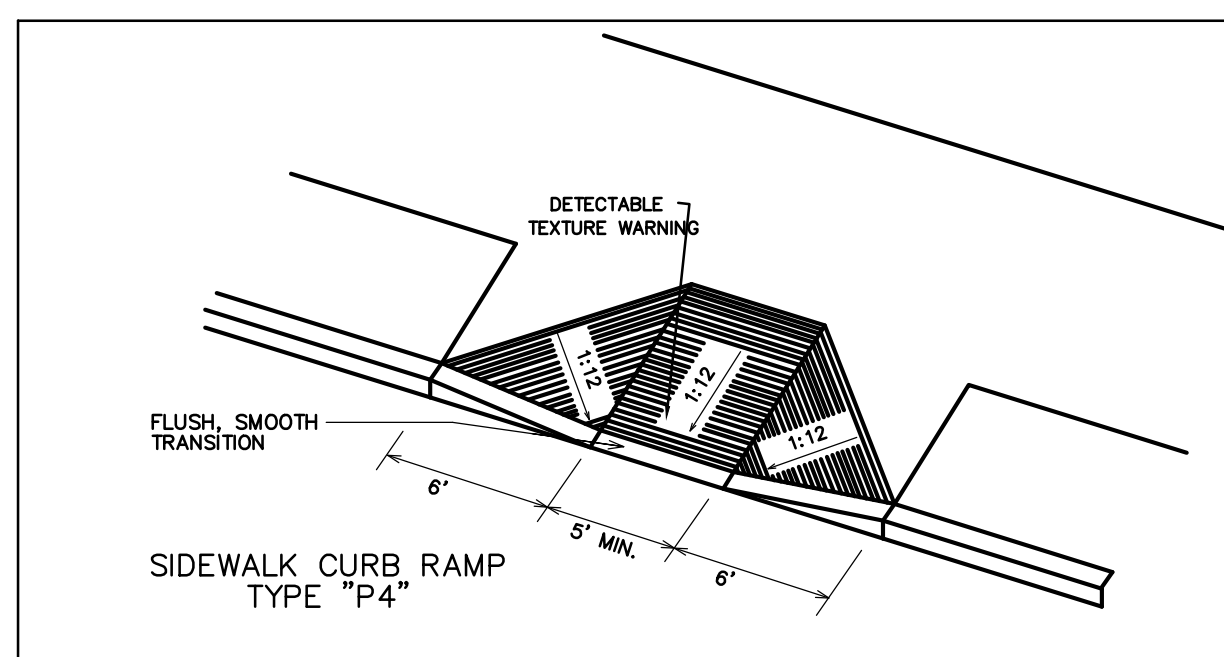 DETECTABLE
TEXTURE WARNING
1:12
1:12
1:12
FLUSH, SMOOTH
TRANSITION
6'
5' MIN.
6'
SIDEWALK CURB RAMP
TYPE "P4"